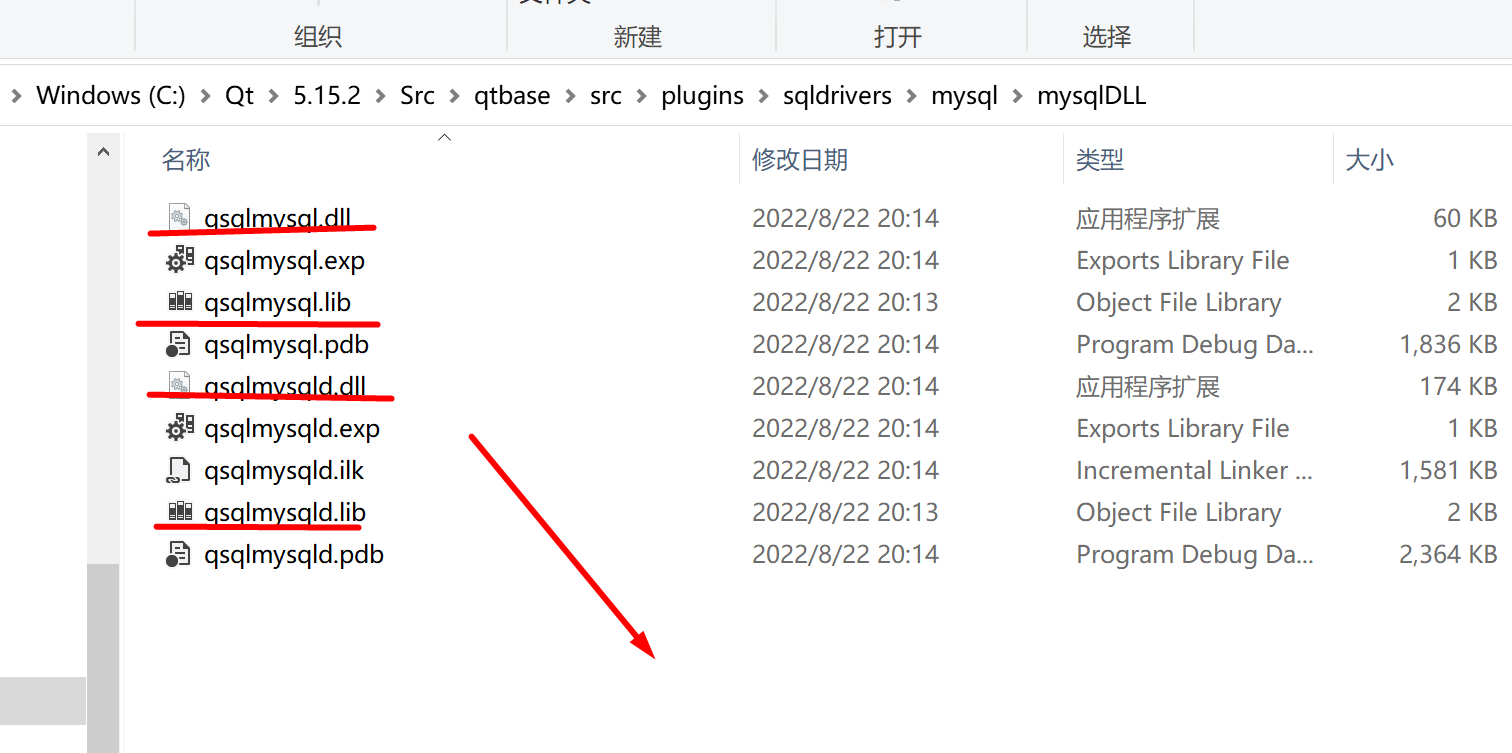 组织 新建 打开 选择
Windows (C:) Qt 5.15.2 Src qtbase src plugins sqldrivers mysql mysqlDLL
名称 修改日期 类型 大小
qsqlmysql.dll 2022/8/22 20:14 应用程序扩展 60 KB
qsqlmysql.exp 2022/8/22 20:14 Exports Library File 1 KB
qsqlmysql.lib 2022/8/22 20:13 Object File Library 2 KB
qsqlmysql.pdb 2022/8/22 20:14 Program Debug Da... 1,836 KB
qsqlmysqld.dll 2022/8/22 20:14 应用程序扩展 174 KB
qsqlmysqld.exp 2022/8/22 20:14 Exports Library File 1 KB
qsqlmysqld.ilk 2022/8/22 20:14 Incremental Linker ... 1,581 KB
qsqlmysqld.lib 2022/8/22 20:13 Object File Library 2 KB
qsqlmysqld.pdb 2022/8/22 20:14 Program Debug Da... 2,364 KB